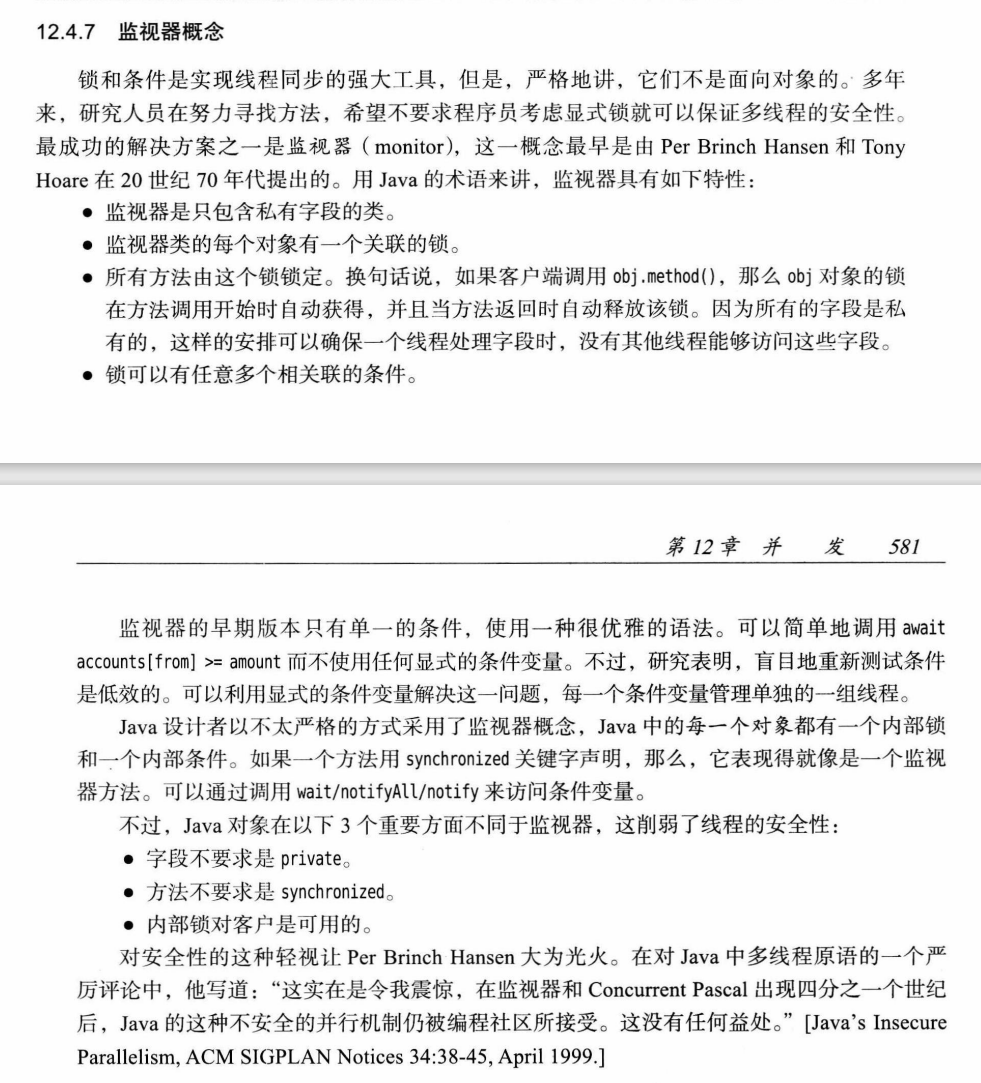 12.4.7 监视器概念
锁和条件是实现线程同步的强大工具，但是，严格地讲，它们不是面向对象的。多年
来，研究人员在努力寻找方法，希望不要求程序员考虑显式锁就可以保证多线程的安全性。
最成功的解决方案之一是监视器（monitor），这一概念最早是由 Per Brinch Hansen 和 Tony
Hoare 在 20 世纪 70 年代提出的。用 Java 的术语来讲，监视器具有如下特性：
● 监视器是只包含私有字段的类。
● 监视器类的每个对象有一个关联的锁。
● 所有方法由这个锁锁定。换句话说，如果客户端调用 obj.method()，那么 obj 对象的锁
在方法调用开始时自动获得，并且当方法返回时自动释放该锁。因为所有的字段是私
有的，这样的安排可以确保一个线程处理字段时，没有其他线程能够访问这些字段。
● 锁可以有任意多个相关联的条件。
第 12 章 并 发 581
监视器的早期版本只有单一的条件，使用一种很优雅的语法。可以简单地调用 await
accounts[from] >= amount 而不使用任何显式的条件变量。不过，研究表明，盲目地重新测试条件
是低效的。可以利用显式的条件变量解决这一问题，每一个条件变量管理单独的一组线程。
Java 设计者以不太严格的方式采用了监视器概念，Java 中的每一个对象都有一个内部锁
和一个内部条件。如果一个方法用 synchronized 关键字声明，那么，它表现得就像是一个监视
器方法。可以通过调用 wait/notifyAll/notify 来访问条件变量。
不过，Java 对象在以下 3 个重要方面不同于监视器，这削弱了线程的安全性：
● 字段不要求是 private。
● 方法不要求是 synchronized。
● 内部锁对客户是可用的。
对安全性的这种轻视让 Per Brinch Hansen 大为光火。在对 Java 中多线程原语的一个严
厉评论中，他写道：“这实在是令我震惊，在监视器和 Concurrent Pascal 出现四分之一个世纪
后，Java 的这种不安全的并行机制仍被编程社区所接受。这没有任何益处。” [Java's Insecure
Parallelism, ACM SIGPLAN Notices 34:38-45, April 1999.]